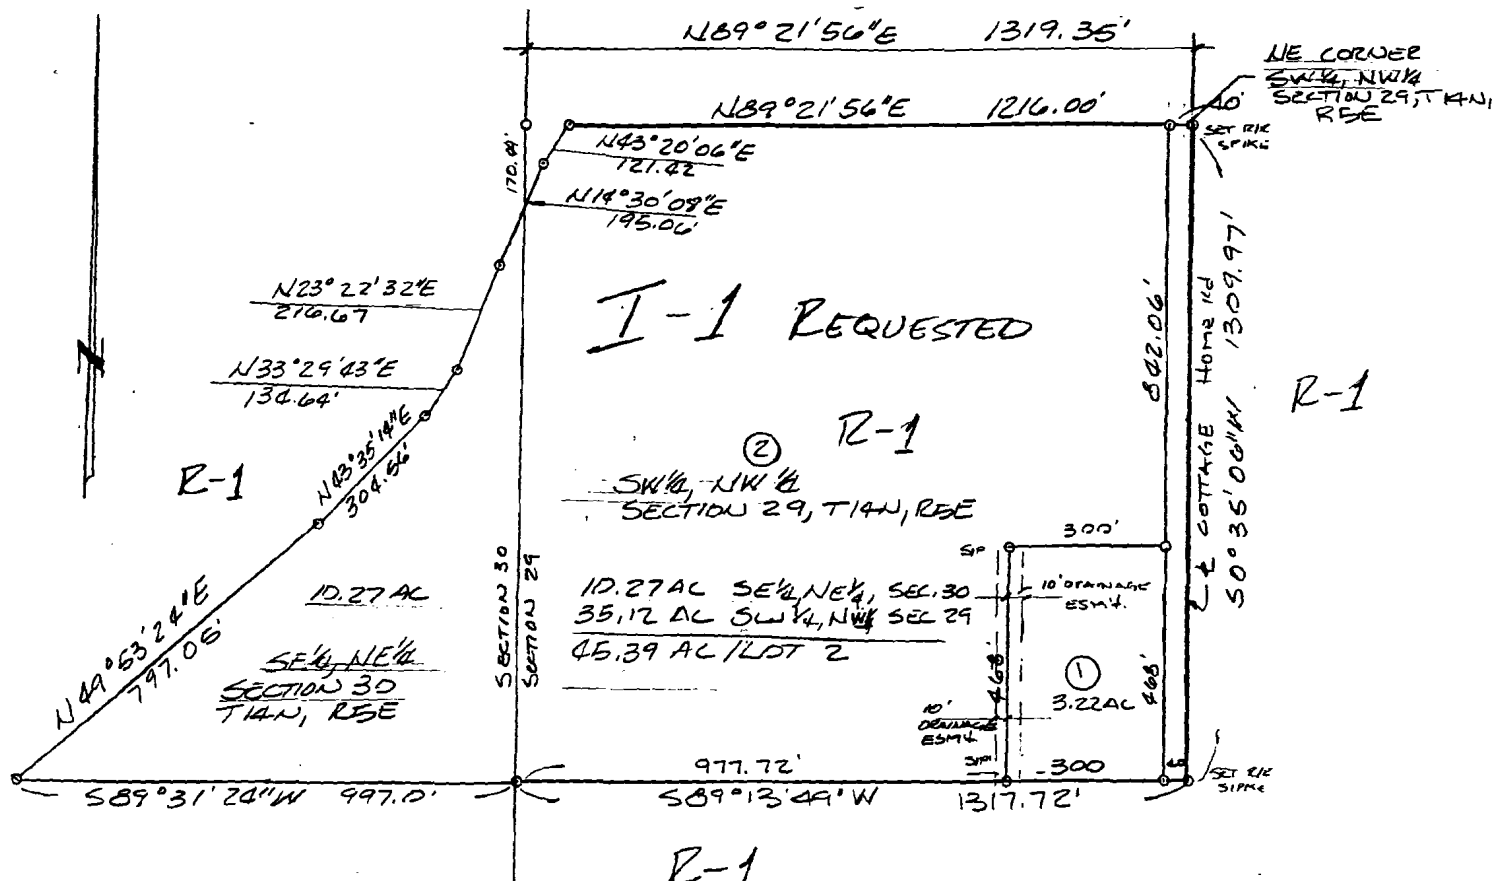 N89°21'56"E 1319.35'
NE CORNER
SW¼, NW¼
SECTION 29, T14N,
R5E
N89°21'56"E 1216.00'
40'
SET R/R
SPIKE
170.44'
N43°20'06"E
121.42
N14°30'08"E
195.06'
N23°22'32"E
216.67
N33°29'43"E
134.64'
N43°35'14"E
304.56'
N49°53'24"E
797.05'
N
I-1 REQUESTED
R-1
R-1
R-1
842.06'
℄ COTTAGE Home Rd
S0°35'06"W 1309.97'
②
SW¼, NW¼
SECTION 29, T14N, R5E
SECTION 30
SECTION 29
10.27 AC
SE¼, NE¼
SECTION 30
T14N, R5E
10.27 AC SE¼, NE¼, SEC. 30
35.12 AC SW¼, NW¼ SEC 29
45.39 AC / LOT 2
SIP
300'
10' DRAINAGE
ESM'T.
468'
①
3.22 AC
468'
10'
DRAINAGE
ESM'T
SIP
977.72'
300
40
SET R/R
SIPKE
S89°31'24"W 997.0'
S89°13'49"W 1317.72'
R-1